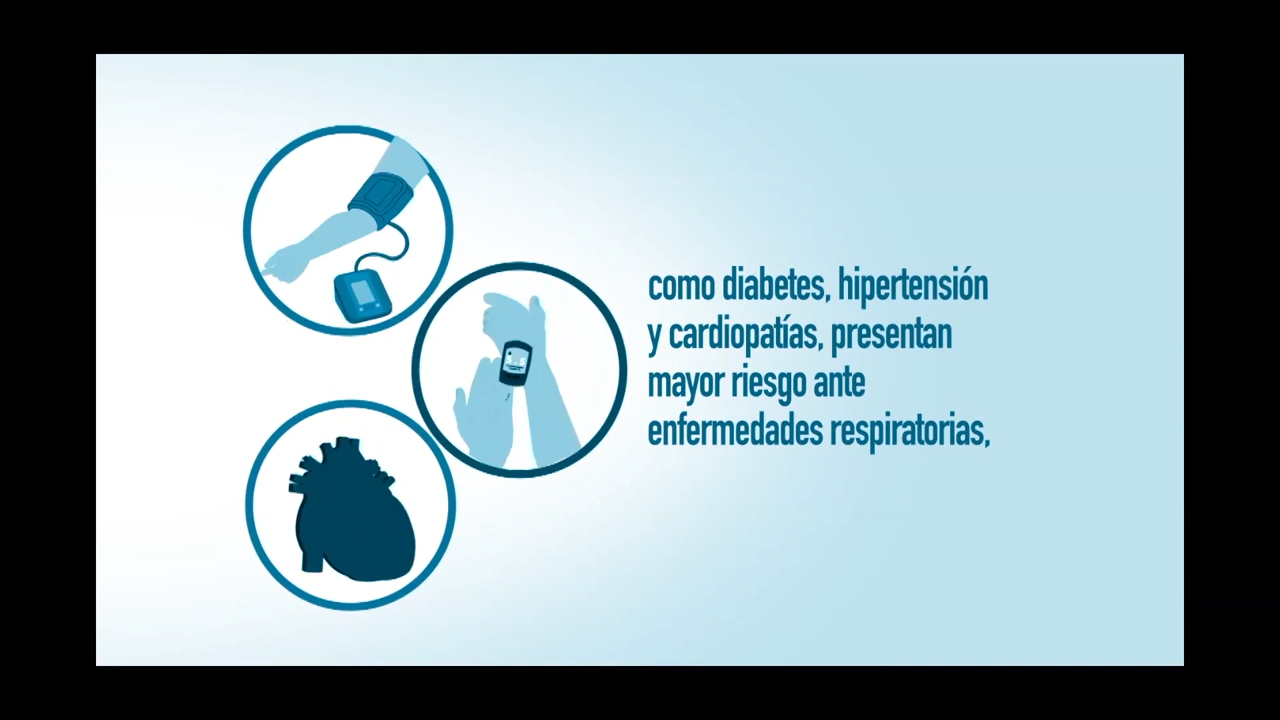 como diabetes, hipertensión
y cardiopatías, presentan
mayor riesgo ante
enfermedades respiratorias,